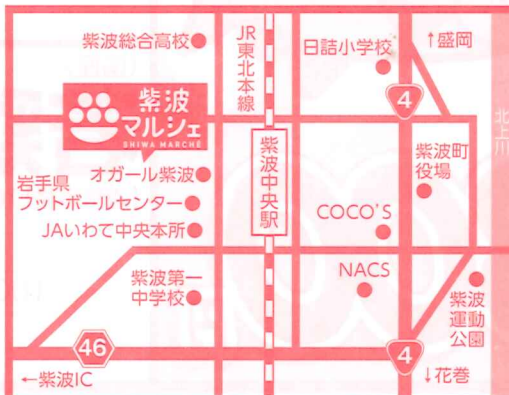 紫波総合高校
JR東北本線
日詰小学校
↑盛岡
4
紫波
マルシェ
SHIWA MARCHE
北上川
紫波中央駅
紫波町
役場
オガール紫波
岩手県
フットボールセンター
JAいわて中央本所
COCO'S
紫波第一
中学校
NACS
紫波
運動
公園
46
4
←紫波IC
↓花巻